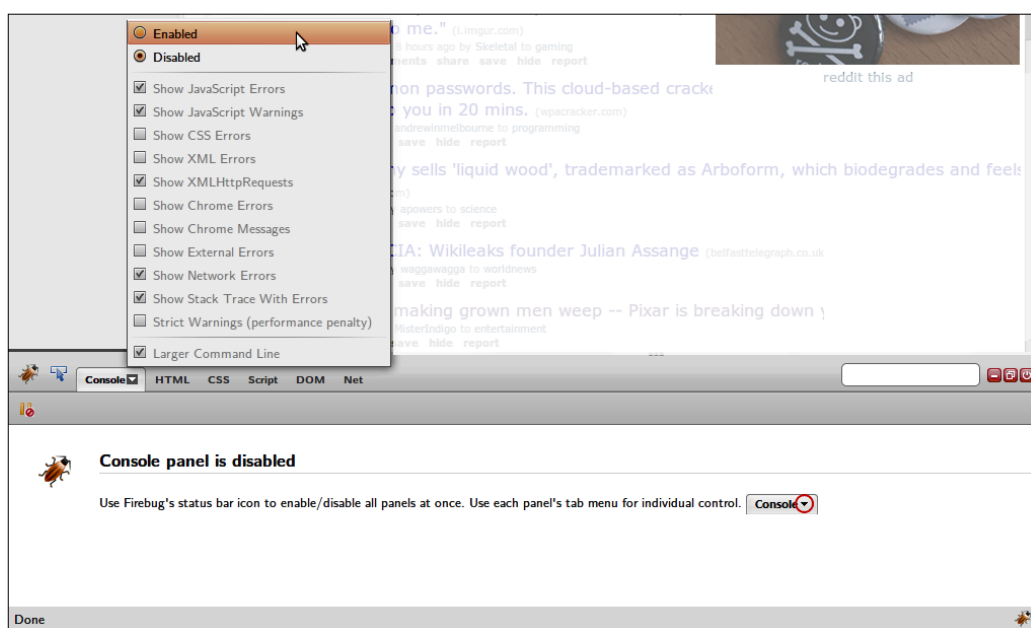 Enabled
Disabled
Show JavaScript Errors
Show JavaScript Warnings
Show CSS Errors
Show XML Errors
Show XMLHttpRequests
Show Chrome Errors
Show Chrome Messages
Show External Errors
Show Network Errors
Show Stack Trace With Errors
Strict Warnings (performance penalty)
Larger Command Line
me." (i.imgur.com)
hours ago by Skeletal to gaming
share save hide report
passwords. This cloud-based
you in 20 mins. (wpacracker.com)
andrewinmelbourne to programming
save hide report
sells 'liquid wood', trademarked as Arboform, which biodegrades and feels
apowers to science
save hide report
CIA: Wikileaks founder Julian Assange (belfasttelegraph.co.uk
waggawagga to worldnews
save hide report
making grown men weep -- Pixar is breaking down
MisterIndigo to entertainment
save hide report
reddit this ad
Console HTML CSS Script DOM Net
Console panel is disabled
Use Firebug's status bar icon to enable/disable all panels at once. Use each panel's tab menu for individual control. Console
Done